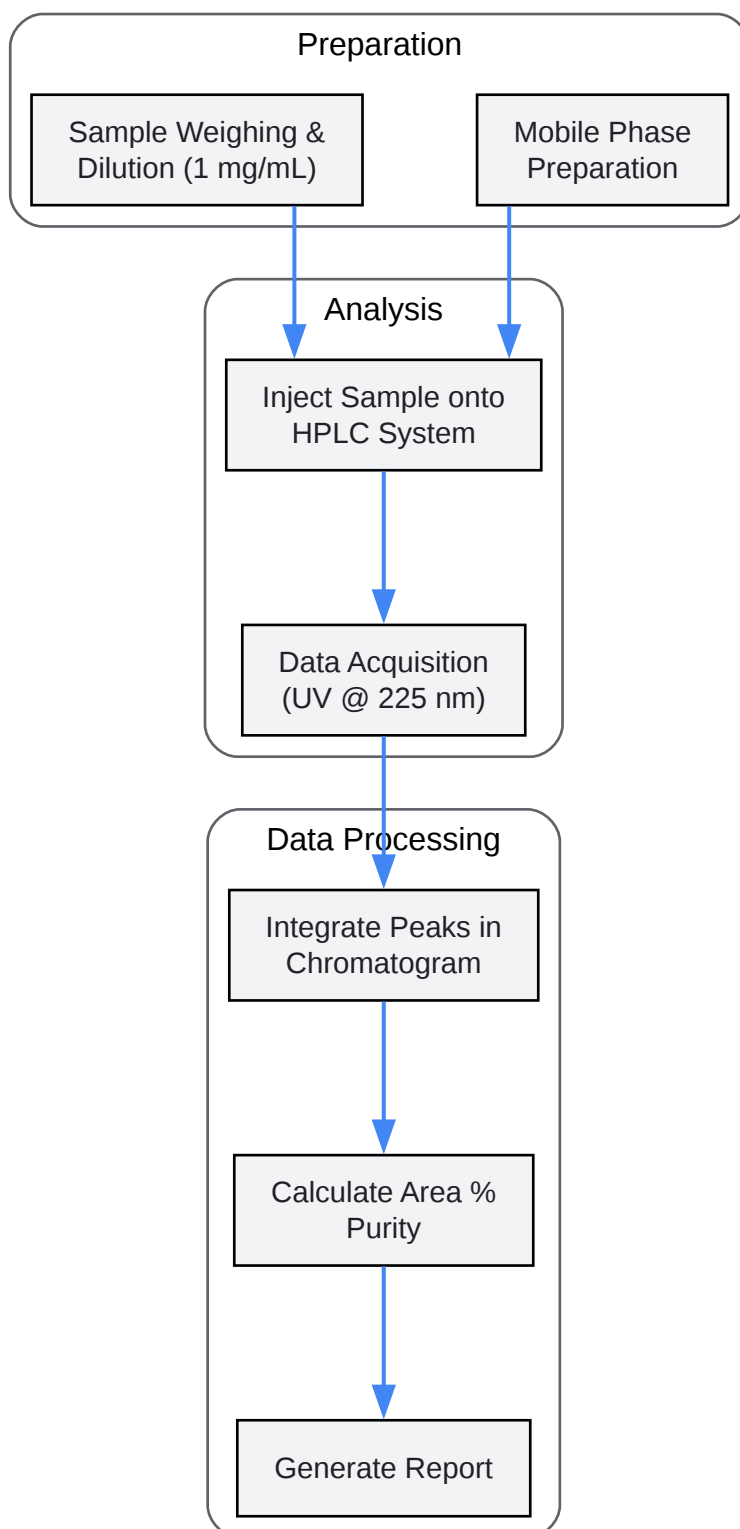 Preparation
Sample Weighing &
Dilution (1 mg/mL)
Mobile Phase
Preparation
Analysis
Inject Sample onto
HPLC System
Data Acquisition
(UV @ 225 nm)
Data Processing
Integrate Peaks in
Chromatogram
Calculate Area %
Purity
Generate Report